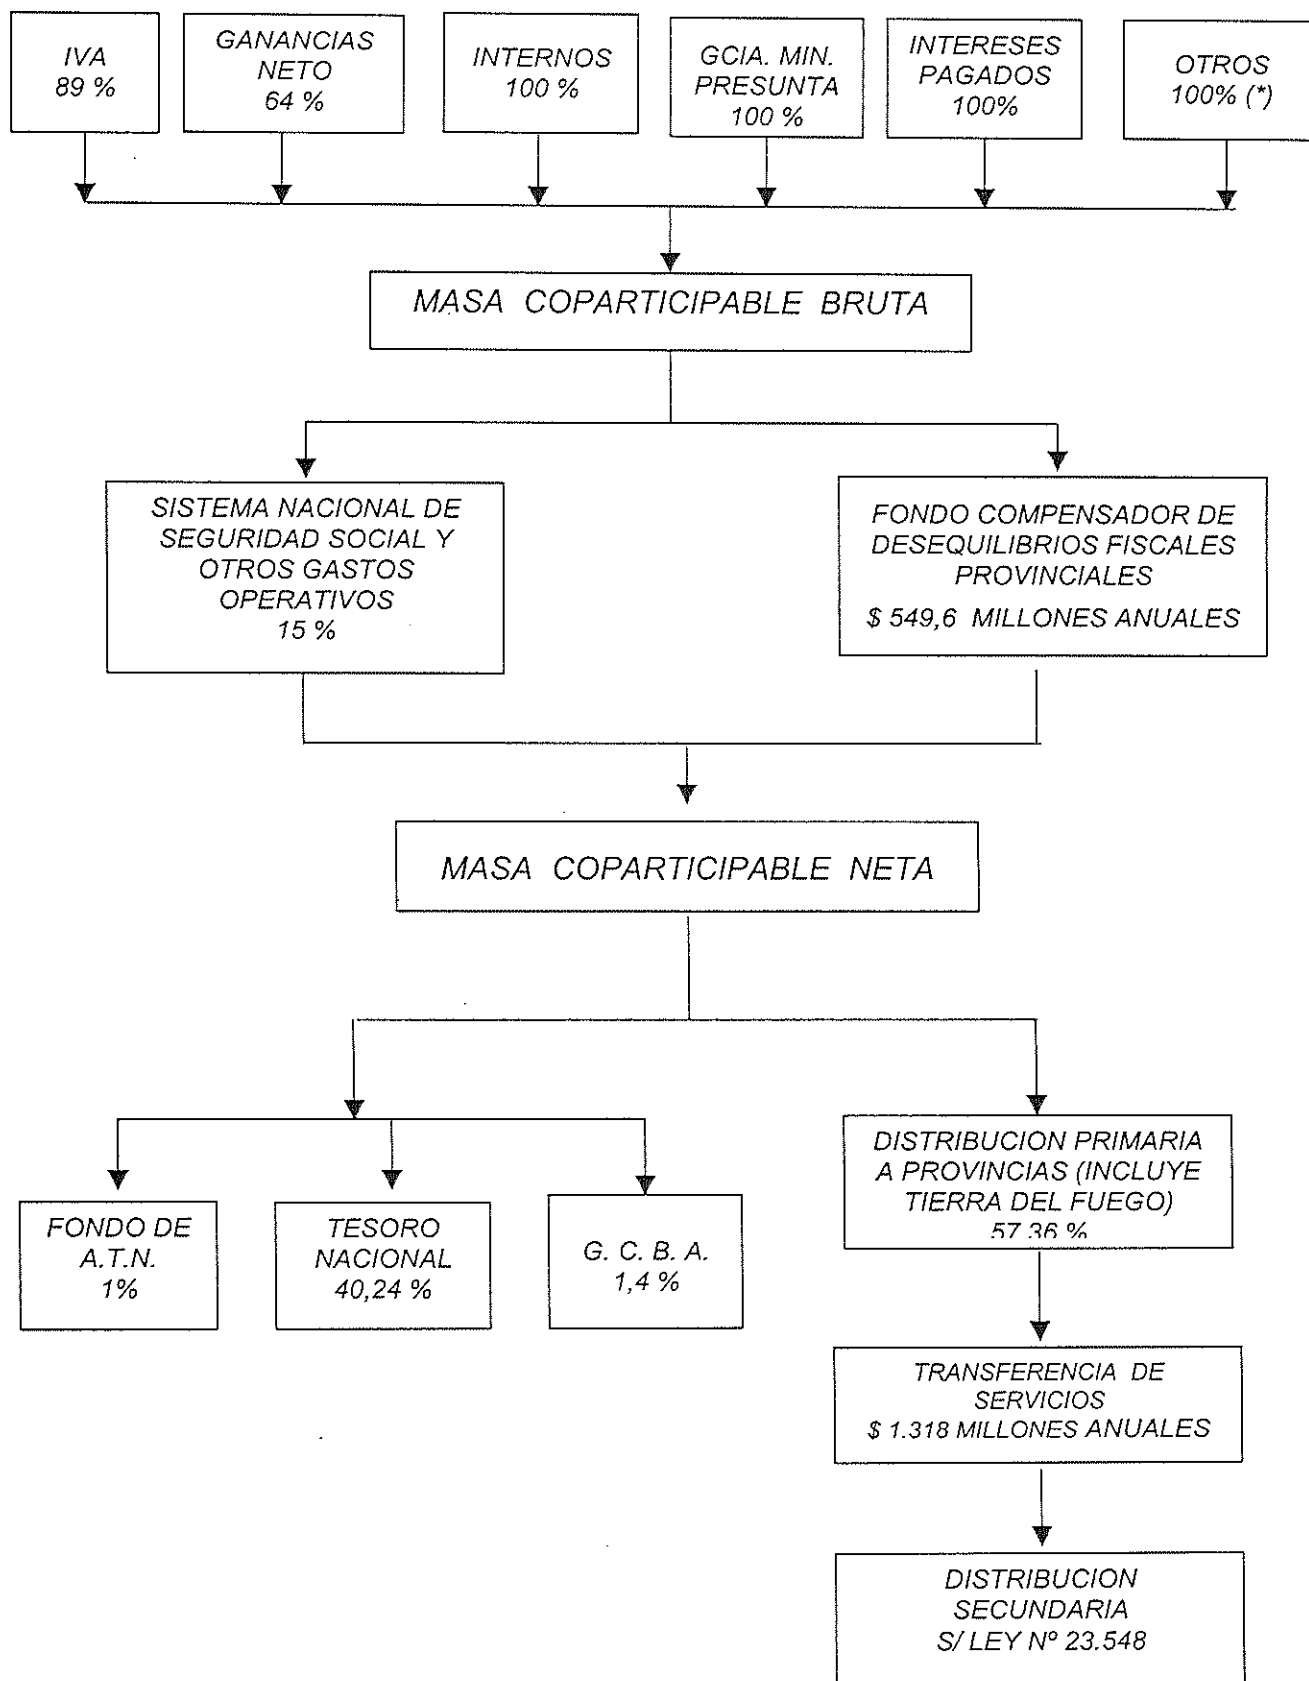 IVA
89 %
GANANCIAS
NETO
64 %
INTERNOS
100 %
GCIA. MIN.
PRESUNTA
100 %
INTERESES
PAGADOS
100%
OTROS
100% (*)
MASA COPARTICIPABLE BRUTA
SISTEMA NACIONAL DE
SEGURIDAD SOCIAL Y
OTROS GASTOS
OPERATIVOS
15 %
FONDO COMPENSADOR DE
DESEQUILIBRIOS FISCALES
PROVINCIALES
$ 549,6 MILLONES ANUALES
MASA COPARTICIPABLE NETA
FONDO DE
A.T.N.
1%
TESORO
NACIONAL
40,24 %
G. C. B. A.
1,4 %
DISTRIBUCION PRIMARIA
A PROVINCIAS (INCLUYE
TIERRA DEL FUEGO)
57,36 %
TRANSFERENCIA DE
SERVICIOS
$ 1.318 MILLONES ANUALES
DISTRIBUCION
SECUNDARIA
S/ LEY Nº 23.548